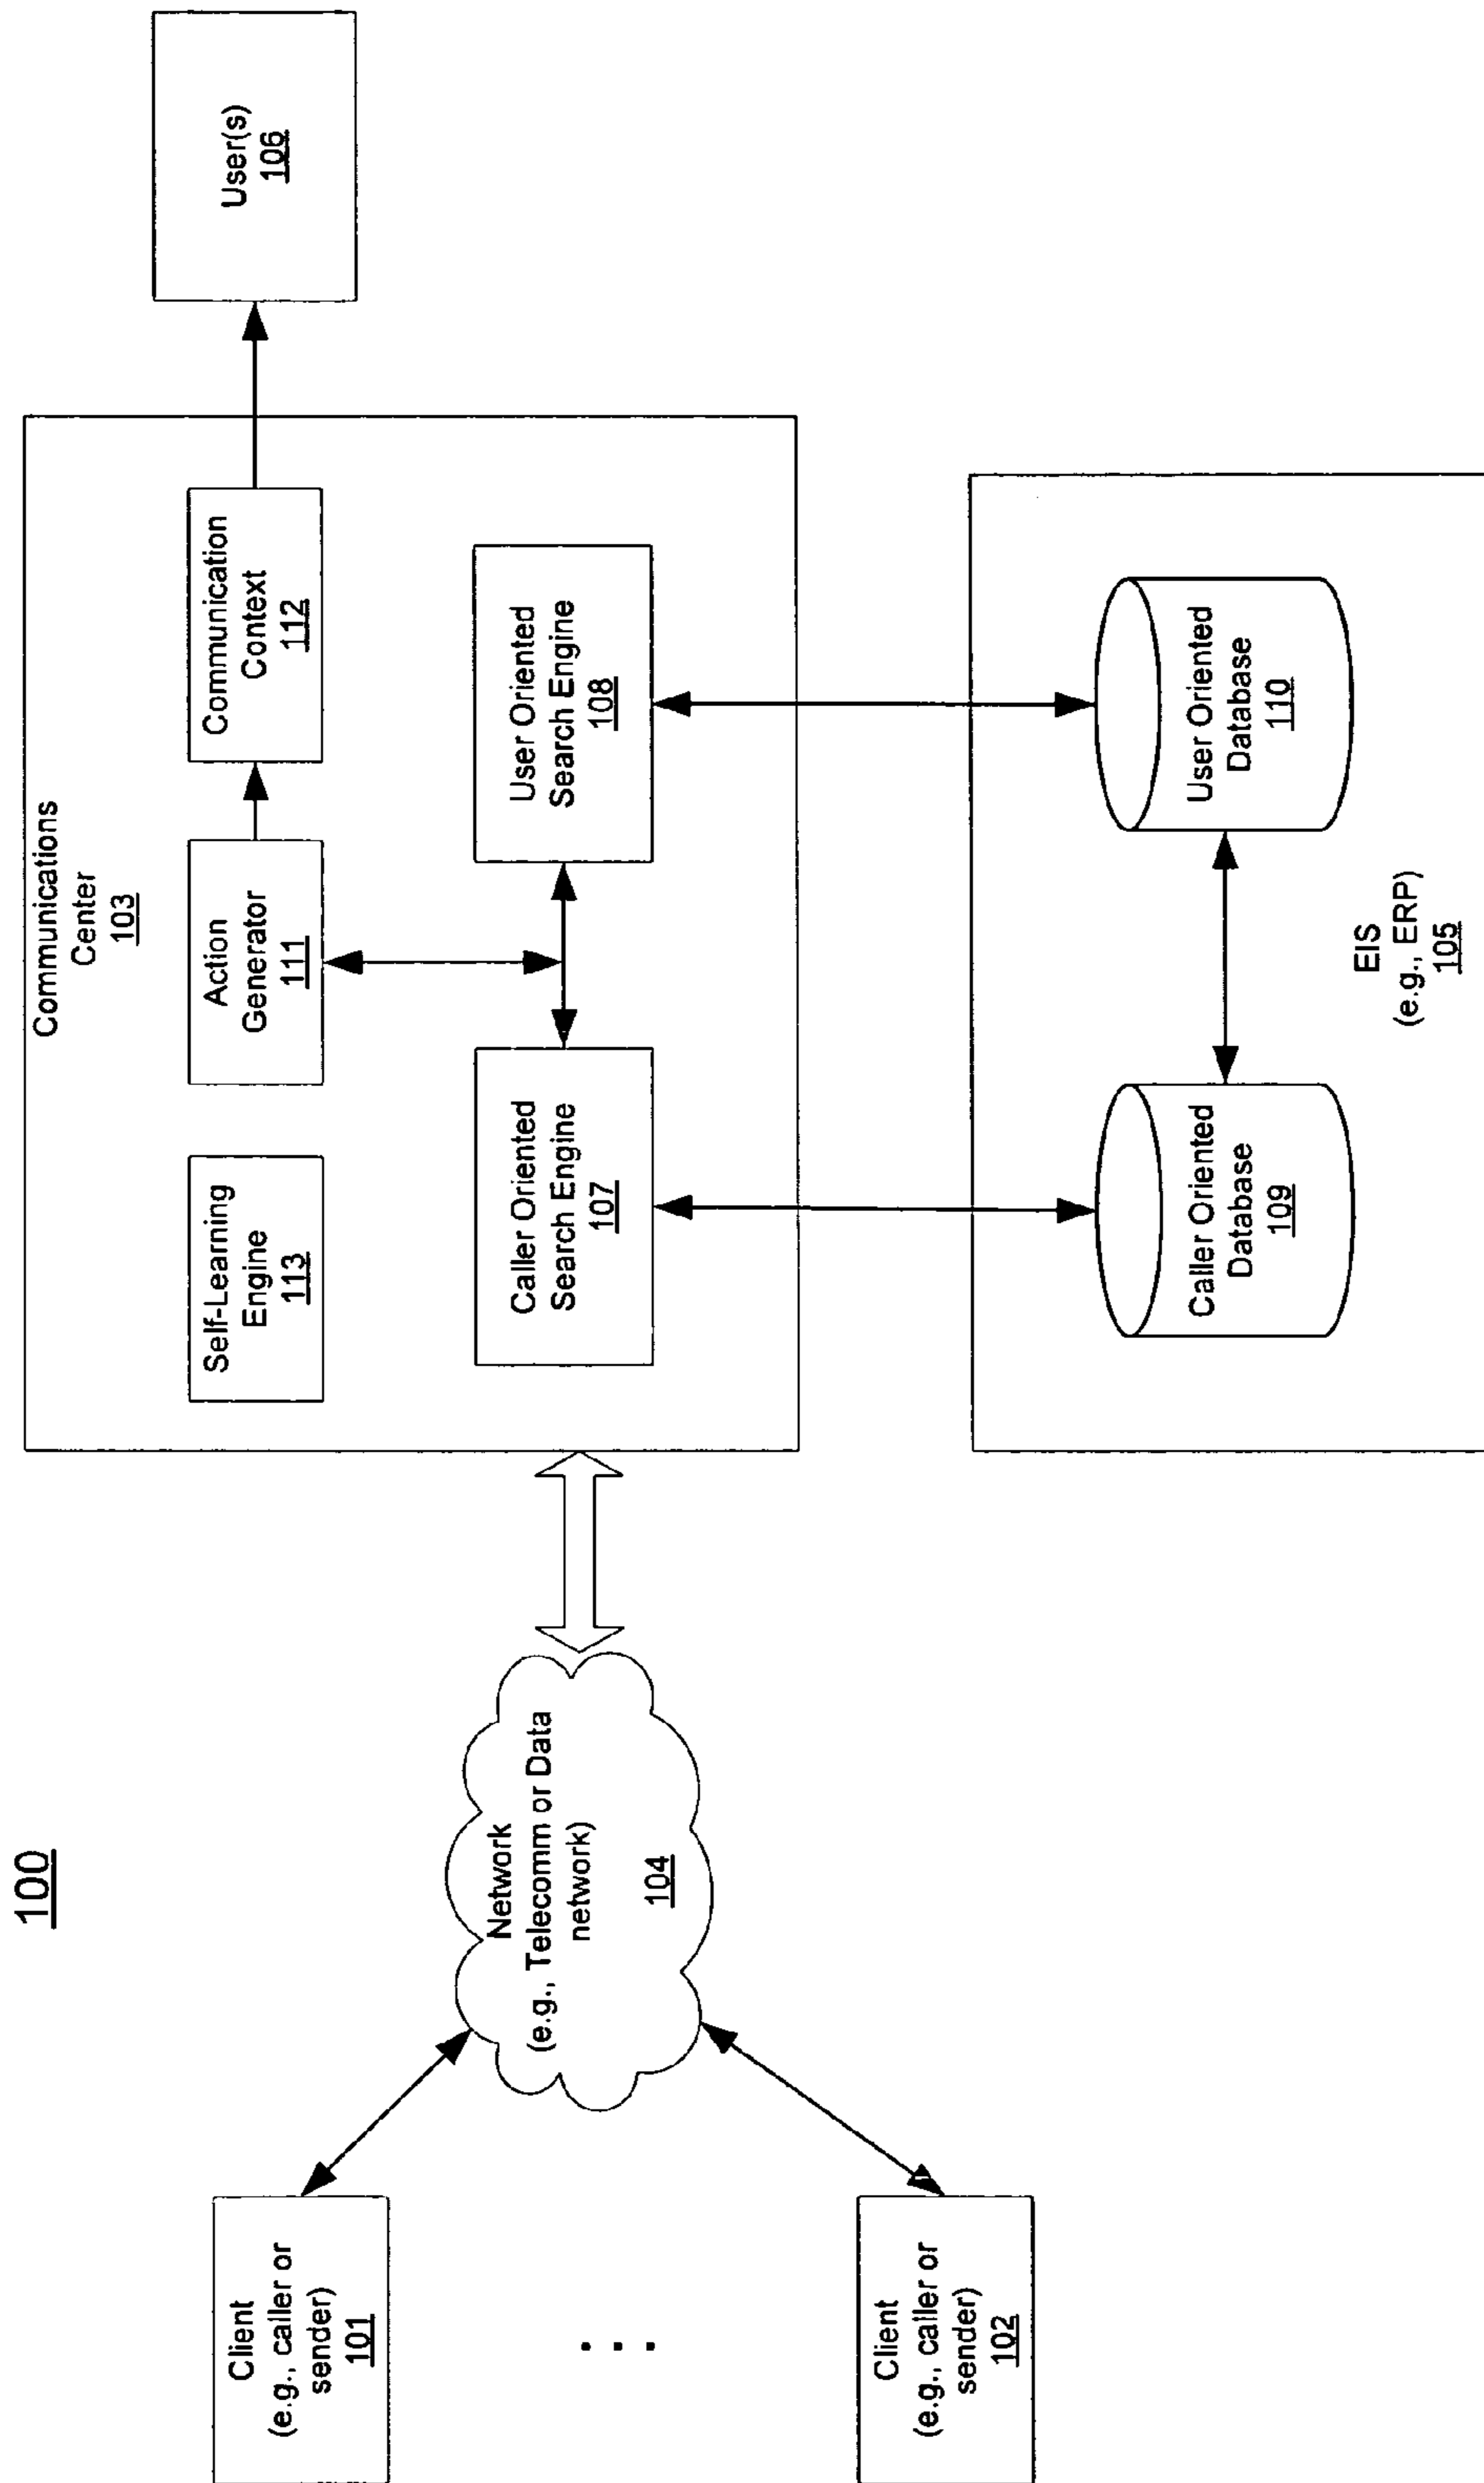 100
Client
(e.g., caller or
sender)
101
. . .
Client
(e.g., caller or
sender)
102
Network
(e.g., Telecomm or Data
network)
104
Communications
Center
103
Self-Learning
Engine
113
Action
Generator
111
Communication
Context
112
Caller Oriented
Search Engine
107
User Oriented
Search Engine
108
User(s)
106
Caller Oriented
Database
109
User Oriented
Database
110
EIS
(e.g., ERP)
105